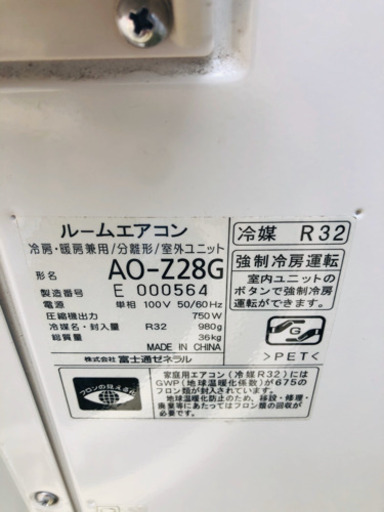 ルームエアコン
冷房・暖房兼用/分離形/室外ユニット
形名 AO-Z28G
製造番号 E 000564
電源 単相 100V 50/60Hz
圧縮機出力 750W
冷媒名・封入量 R32 980g
総質量 36kg
MADE IN CHINA
株式会社 富士通ゼネラル
冷媒 R32
強制冷房運転
室内ユニットの
ボタンで強制冷房
運転ができます。
G
>PET<
フロンの見える化
家庭用エアコン(冷媒R32)には
GWP(地球温暖化係数)が675の
フロン類が封入されています。
地球温暖化防止のため、移設・修理・
廃棄等にあたってはフロン類の回収が
必要です。